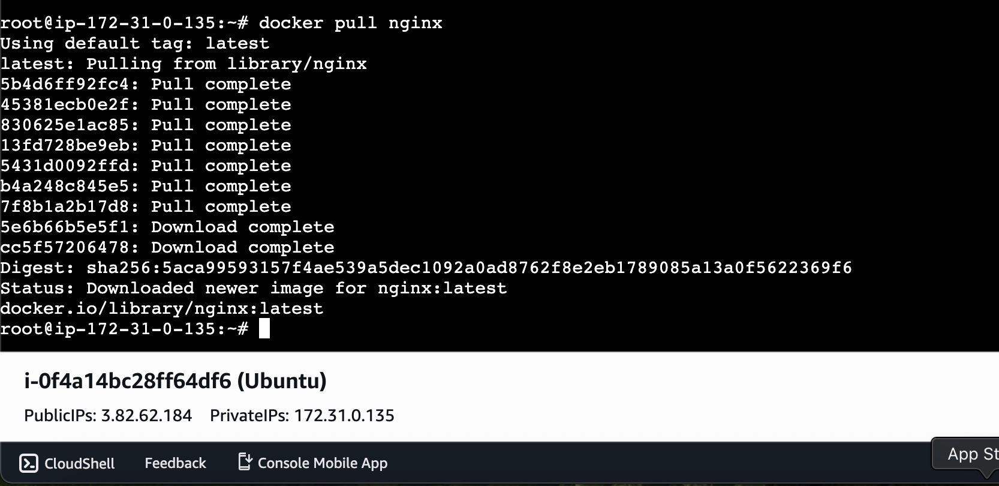 root@ip-172-31-0-135:~# docker pull nginx
Using default tag: latest
latest: Pulling from library/nginx
5b4d6ff92fc4: Pull complete
45381ecb0e2f: Pull complete
830625e1ac85: Pull complete
13fd728be9eb: Pull complete
5431d0092ffd: Pull complete
b4a248c845e5: Pull complete
7f8b1a2b17d8: Pull complete
5e6b66b5e5f1: Download complete
cc5f57206478: Download complete
Digest: sha256:5aca99593157f4ae539a5dec1092a0ad8762f8e2eb1789085a13a0f5622369f6
Status: Downloaded newer image for nginx:latest
docker.io/library/nginx:latest
root@ip-172-31-0-135:~#
i-0f4a14bc28ff64df6 (Ubuntu)
PublicIPs: 3.82.62.184 PrivateIPs: 172.31.0.135
CloudShell Feedback Console Mobile App
App St